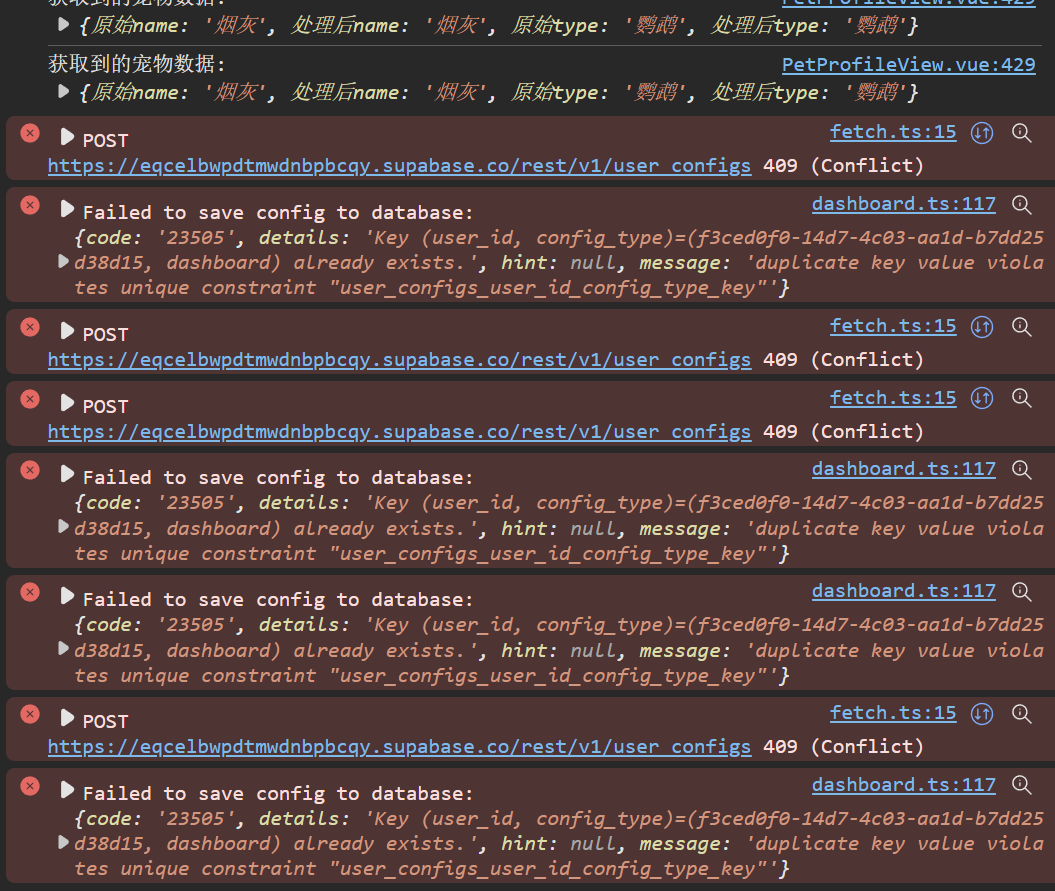 获取到的宠物数据: PetProfileView.vue:429
{原始name: '烟灰', 处理后name: '烟灰', 原始type: '鹦鹉', 处理后type: '鹦鹉'}
获取到的宠物数据: PetProfileView.vue:429
{原始name: '烟灰', 处理后name: '烟灰', 原始type: '鹦鹉', 处理后type: '鹦鹉'}
POST fetch.ts:15
https://eqcelbwpdtmwdnbpbcqy.supabase.co/rest/v1/user_configs 409 (Conflict)
Failed to save config to database: dashboard.ts:117
{code: '23505', details: 'Key (user_id, config_type)=(f3ced0f0-14d7-4c03-aa1d-b7dd25
d38d15, dashboard) already exists.', hint: null, message: 'duplicate key value viola
tes unique constraint "user_configs_user_id_config_type_key"'}
POST fetch.ts:15
https://eqcelbwpdtmwdnbpbcqy.supabase.co/rest/v1/user_configs 409 (Conflict)
POST fetch.ts:15
https://eqcelbwpdtmwdnbpbcqy.supabase.co/rest/v1/user_configs 409 (Conflict)
Failed to save config to database: dashboard.ts:117
{code: '23505', details: 'Key (user_id, config_type)=(f3ced0f0-14d7-4c03-aa1d-b7dd25
d38d15, dashboard) already exists.', hint: null, message: 'duplicate key value viola
tes unique constraint "user_configs_user_id_config_type_key"'}
Failed to save config to database: dashboard.ts:117
{code: '23505', details: 'Key (user_id, config_type)=(f3ced0f0-14d7-4c03-aa1d-b7dd25
d38d15, dashboard) already exists.', hint: null, message: 'duplicate key value viola
tes unique constraint "user_configs_user_id_config_type_key"'}
POST fetch.ts:15
https://eqcelbwpdtmwdnbpbcqy.supabase.co/rest/v1/user_configs 409 (Conflict)
Failed to save config to database: dashboard.ts:117
{code: '23505', details: 'Key (user_id, config_type)=(f3ced0f0-14d7-4c03-aa1d-b7dd25
d38d15, dashboard) already exists.', hint: null, message: 'duplicate key value viola
tes unique constraint "user_configs_user_id_config_type_key"'}